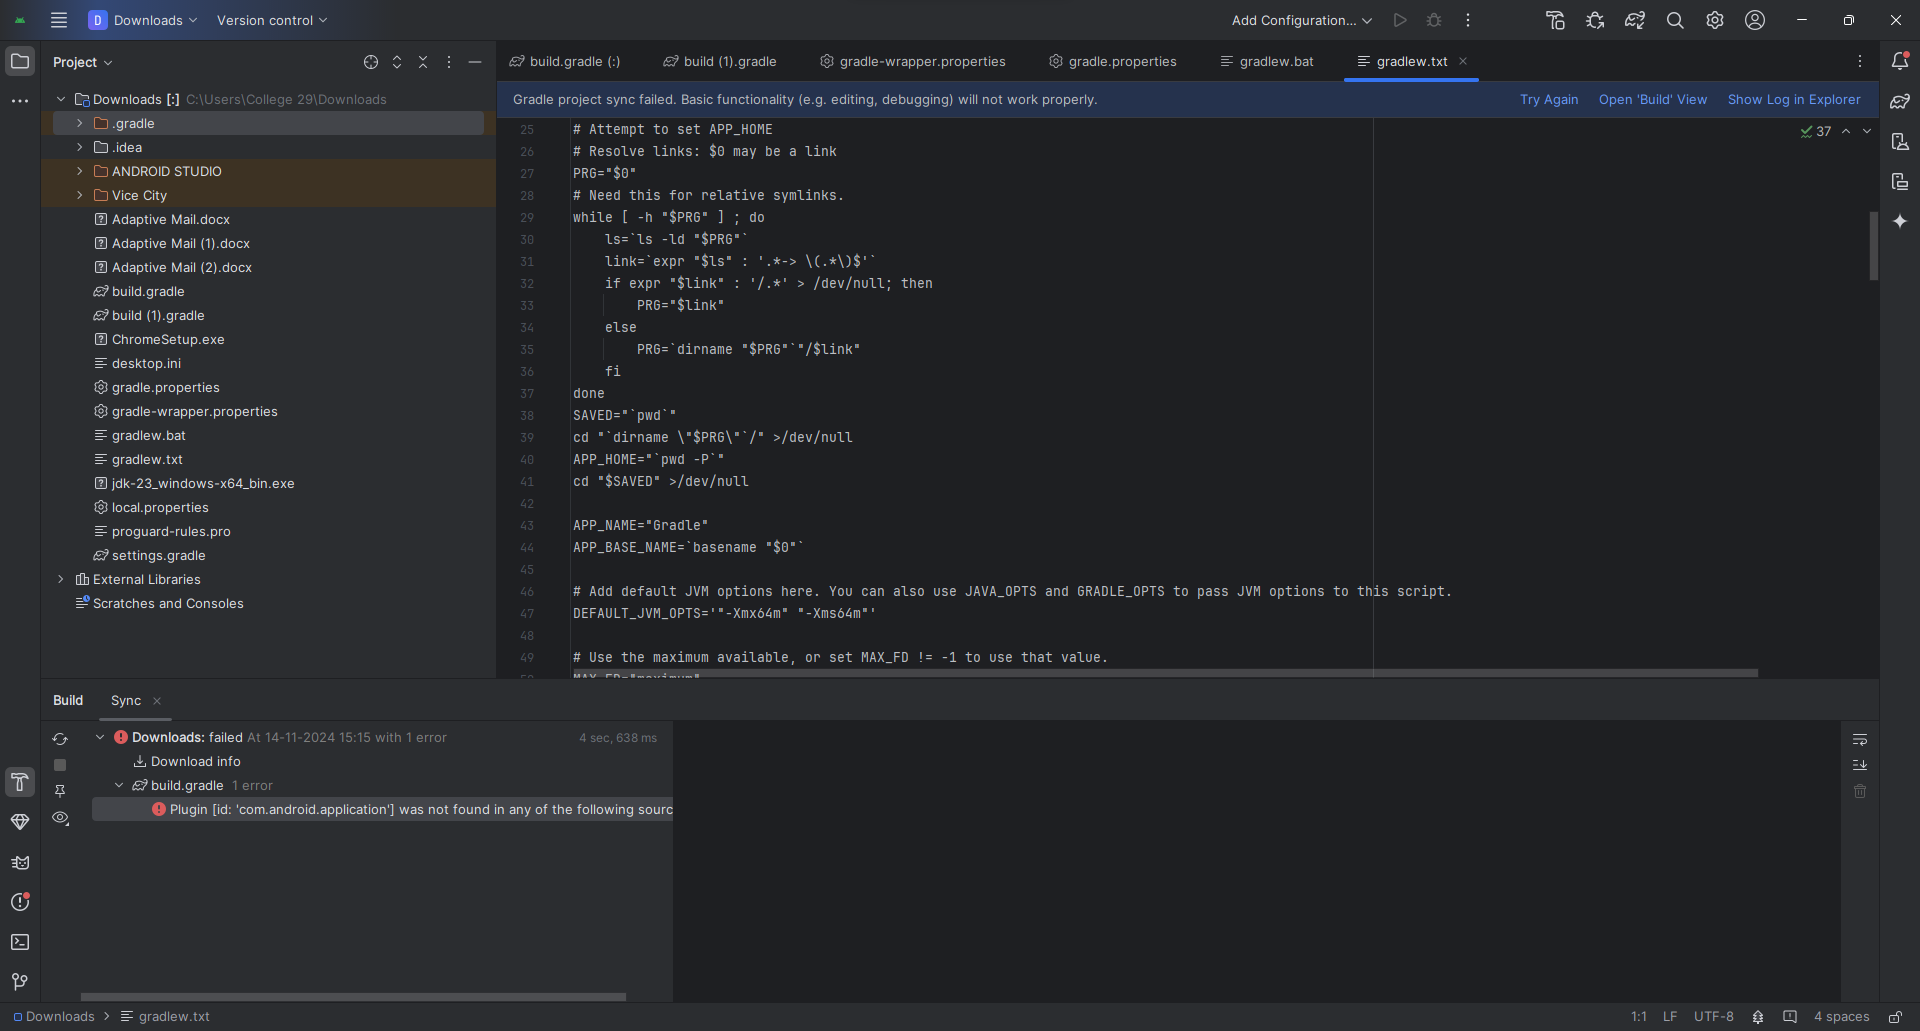 D Downloads Version control Add Configuration...
Project
Downloads [:] C:\Users\College 29\Downloads
.gradle
.idea
ANDROID STUDIO
Vice City
Adaptive Mail.docx
Adaptive Mail (1).docx
Adaptive Mail (2).docx
build.gradle
build (1).gradle
ChromeSetup.exe
desktop.ini
gradle.properties
gradle-wrapper.properties
gradlew.bat
gradlew.txt
jdk-23_windows-x64_bin.exe
local.properties
proguard-rules.pro
settings.gradle
External Libraries
Scratches and Consoles
build.gradle (:) build (1).gradle gradle-wrapper.properties gradle.properties gradlew.bat gradlew.txt
Gradle project sync failed. Basic functionality (e.g. editing, debugging) will not work properly. Try Again Open 'Build' View Show Log in Explorer
37
25 # Attempt to set APP_HOME
26 # Resolve links: $0 may be a link
27 PRG="$0"
28 # Need this for relative symlinks.
29 while [ -h "$PRG" ] ; do
30 ls=`ls -ld "$PRG"`
31 link=`expr "$ls" : '.*-> \(.*\)$'`
32 if expr "$link" : '/.*' > /dev/null; then
33 PRG="$link"
34 else
35 PRG=`dirname "$PRG"`"/$link"
36 fi
37 done
38 SAVED="`pwd`"
39 cd "`dirname \"$PRG\"`/" >/dev/null
40 APP_HOME="`pwd -P`"
41 cd "$SAVED" >/dev/null
42
43 APP_NAME="Gradle"
44 APP_BASE_NAME=`basename "$0"`
45
46 # Add default JVM options here. You can also use JAVA_OPTS and GRADLE_OPTS to pass JVM options to this script.
47 DEFAULT_JVM_OPTS='"-Xmx64m" "-Xms64m"'
48
49 # Use the maximum available, or set MAX_FD != -1 to use that value.
50 MAX_FD="maximum"
Build Sync
Downloads: failed At 14-11-2024 15:15 with 1 error 4 sec, 638 ms
Download info
build.gradle 1 error
Plugin [id: 'com.android.application'] was not found in any of the following sourc
Downloads > gradlew.txt 1:1 LF UTF-8 4 spaces